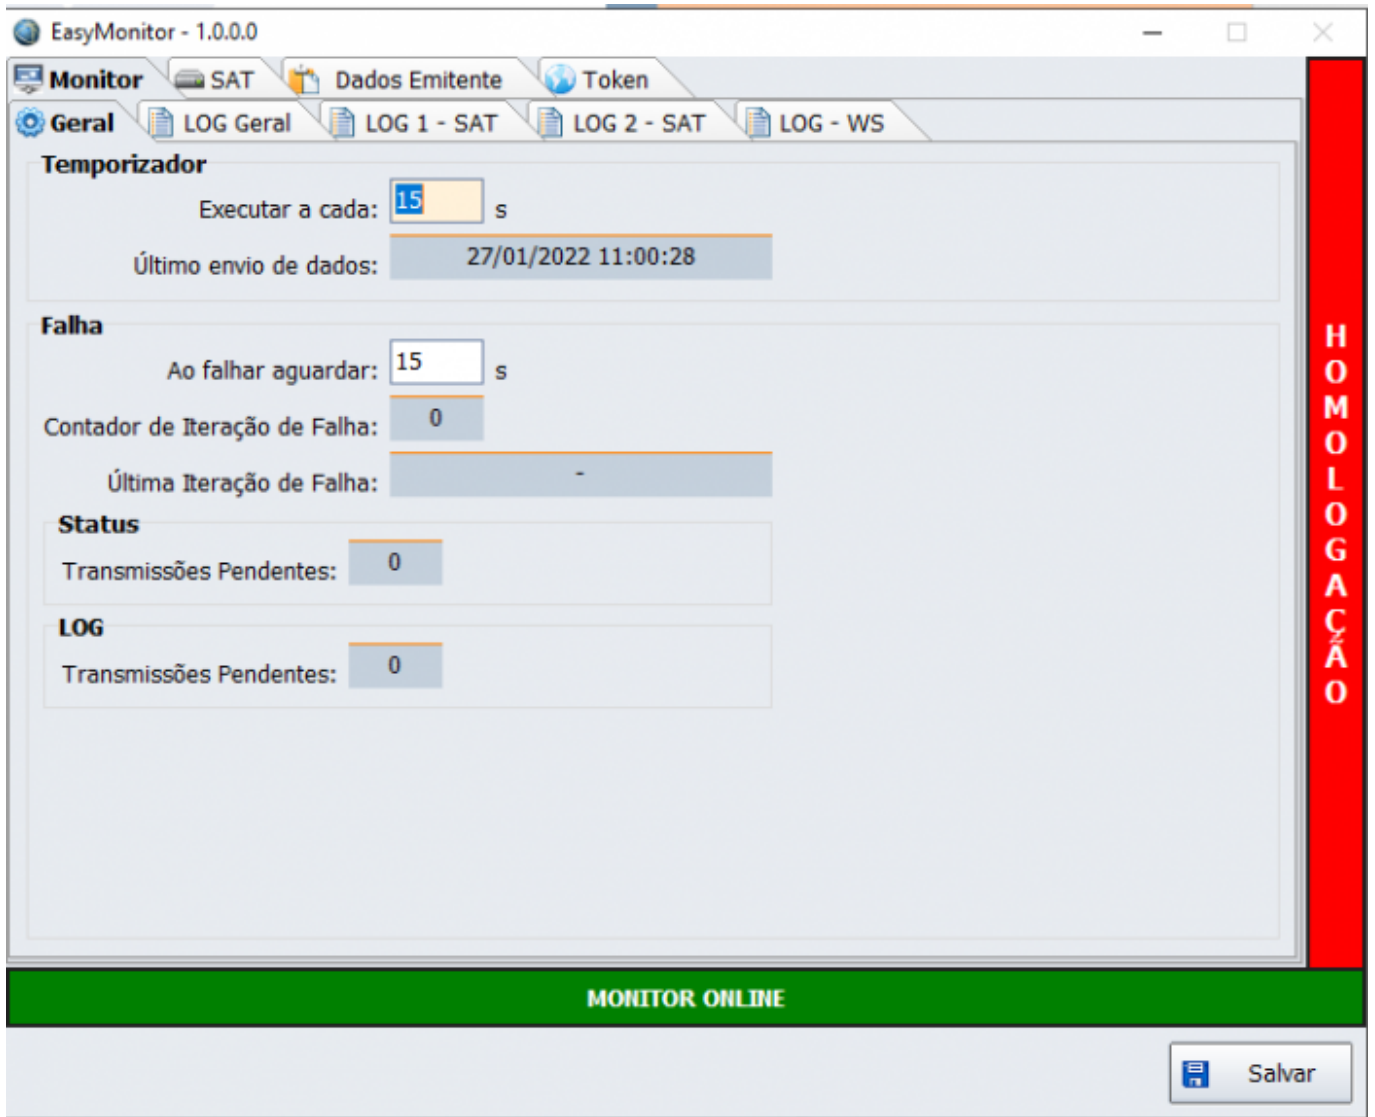 EasyMonitor - 1.0.0.0
Monitor SAT Dados Emitente Token
Geral LOG Geral LOG 1 - SAT LOG 2 - SAT LOG - WS
Temporizador
Executar a cada: 15 s
Último envio de dados: 27/01/2022 11:00:28
Falha
Ao falhar aguardar: 15 s
Contador de Iteração de Falha: 0
Última Iteração de Falha: -
Status
Transmissões Pendentes: 0
LOG
Transmissões Pendentes: 0
HOMOLOGAÇÃO
MONITOR ONLINE
Salvar